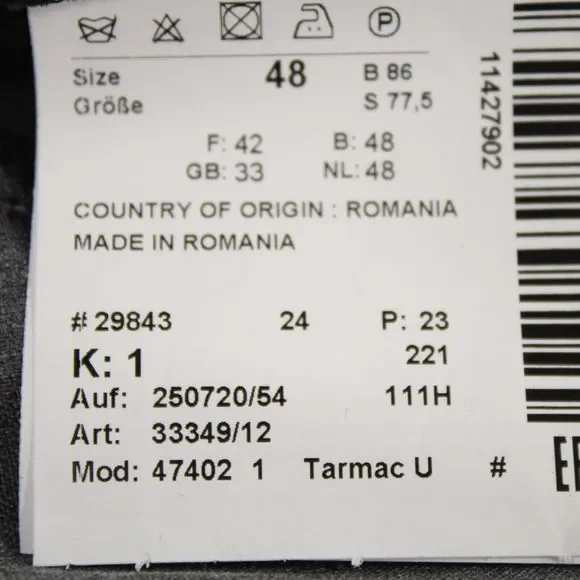 P
Size 48 B 86
Größe S 77,5
F: 42 B: 48
GB: 33 NL: 48
COUNTRY OF ORIGIN : ROMANIA
MADE IN ROMANIA
# 29843 24 P: 23
K: 1 221
Auf: 250720/54 111H
Art: 33349/12
Mod: 47402 1 Tarmac U #
11427902